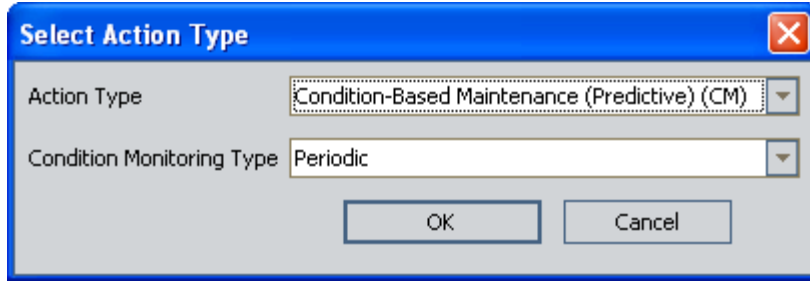 Select Action Type
Action Type Condition-Based Maintenance (Predictive) (CM)
Condition Monitoring Type Periodic
OK Cancel